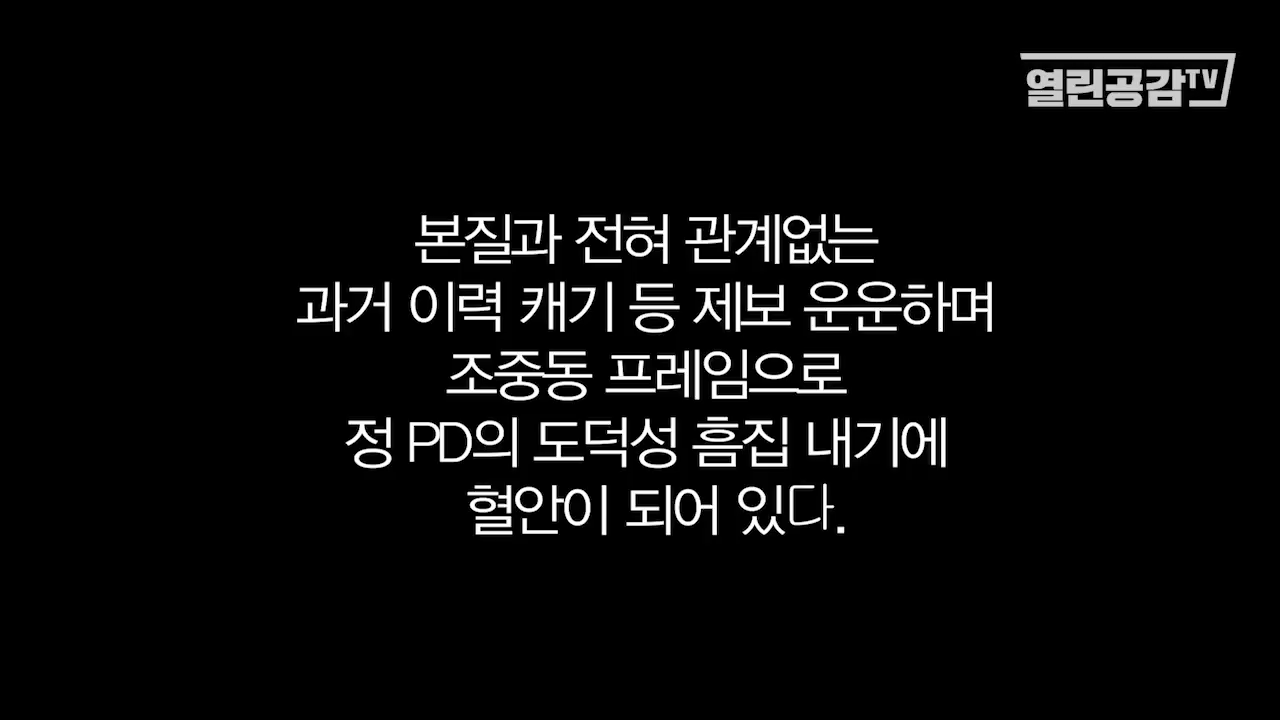 열린공감TV
본질과 전혀 관계없는
과거 이력 캐기 등 제보 운운하며
조중동 프레임으로
정 PD의 도덕성 흠집 내기에
혈안이 되어 있다.